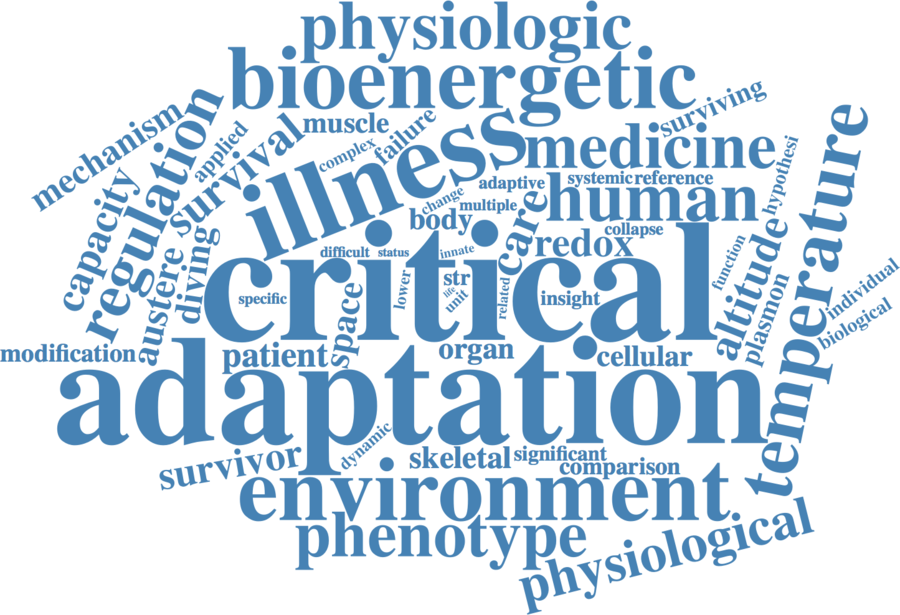 physiologic
bioenergetic
mechanism
regulation
applied
survival
muscle
complex
failure
illness
surviving
medicine
temperature
hypothesi
capacity
austere
diving
adaptive
systemic
reference
change
multiple
body
human
care
redox
collapse
critical
difficult
status
innate
specific
space
lower
str
life
unit
related
insight
function
altitude
plasmon
individual
biological
modification
patient
organ
cellular
adaptation
survivor
dynamic
skeletal
significant
comparison
environment
phenotype
physiological